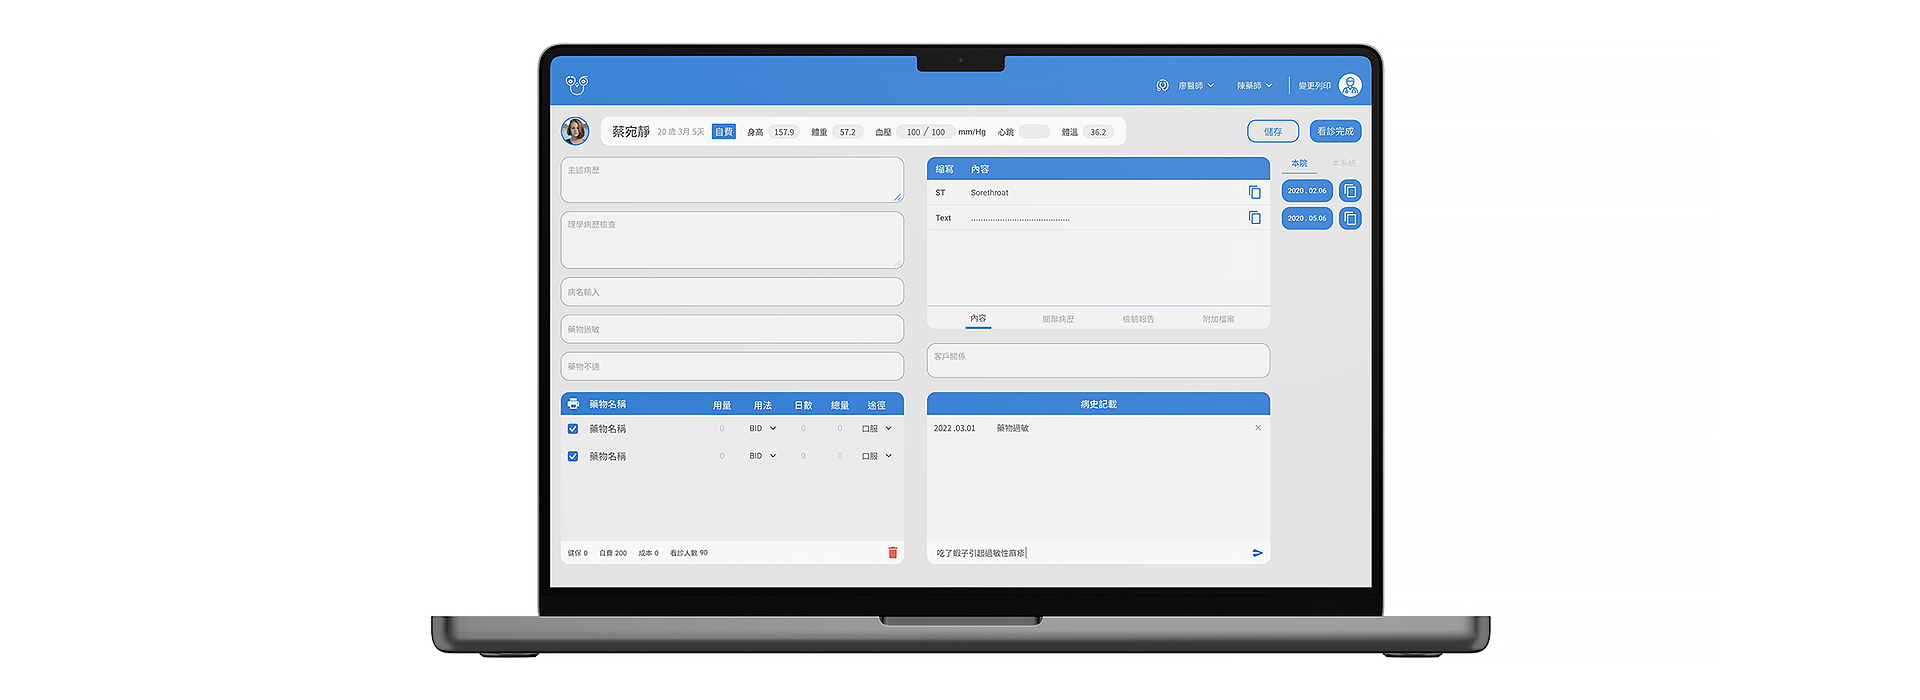 廖醫師 陳藥師 變更列印
蔡宛靜 20 歲 3月 5天 自費 身高 157.9 體重 57.2 血壓 100 / 100 mm/Hg 心跳 體溫 36.2 儲存 看診完成
主述病歷
理學病歷檢查
病名輸入
藥物過敏
藥物不適
藥物名稱 用量 用法 日數 總量 途徑
藥物名稱 0 BID 0 0 口服
藥物名稱 0 BID 0 0 口服
健保 0 自費 200 成本 0 看診人數 90
縮寫 內容
ST Sorethroat
Text ..........................................
內容 關聯病歷 檢驗報告 附加檔案
客戶關係
病史記載
2022 .03.01 藥物過敏
吃了蝦子引起過敏性麻疹
本院 本系統
2020 . 02.06
2020 . 05.06